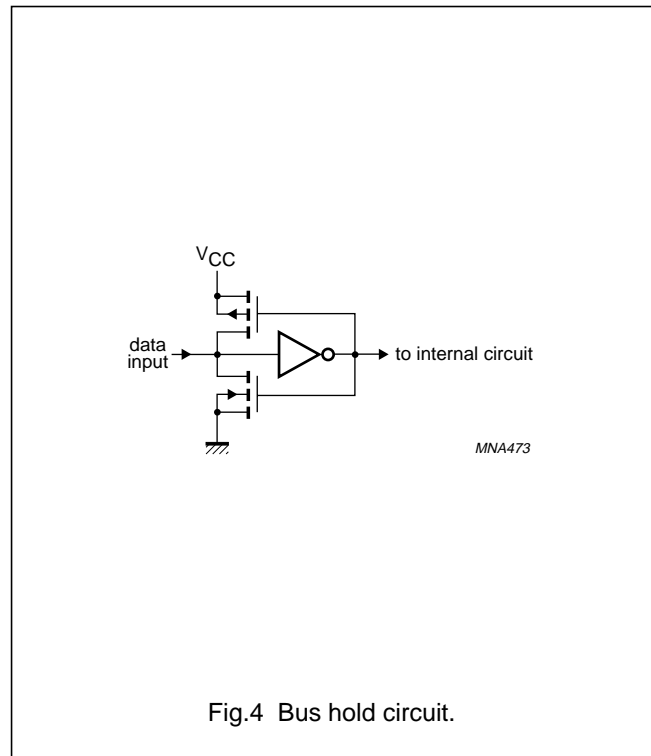 VCC
data
input
to internal circuit
MNA473
Fig.4 Bus hold circuit.